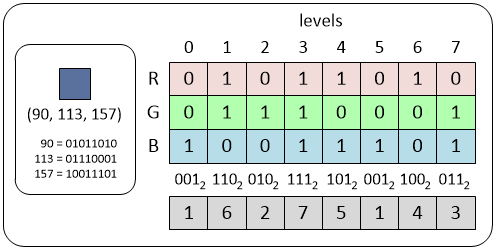 levels
0 1 2 3 4 5 6 7
R 0 1 0 1 1 0 1 0
G 0 1 1 1 0 0 0 1
B 1 0 0 1 1 1 0 1
001₂ 110₂ 010₂ 111₂ 101₂ 001₂ 100₂ 011₂
1 6 2 7 5 1 4 3
(90, 113, 157)
90 = 01011010
113 = 01110001
157 = 10011101